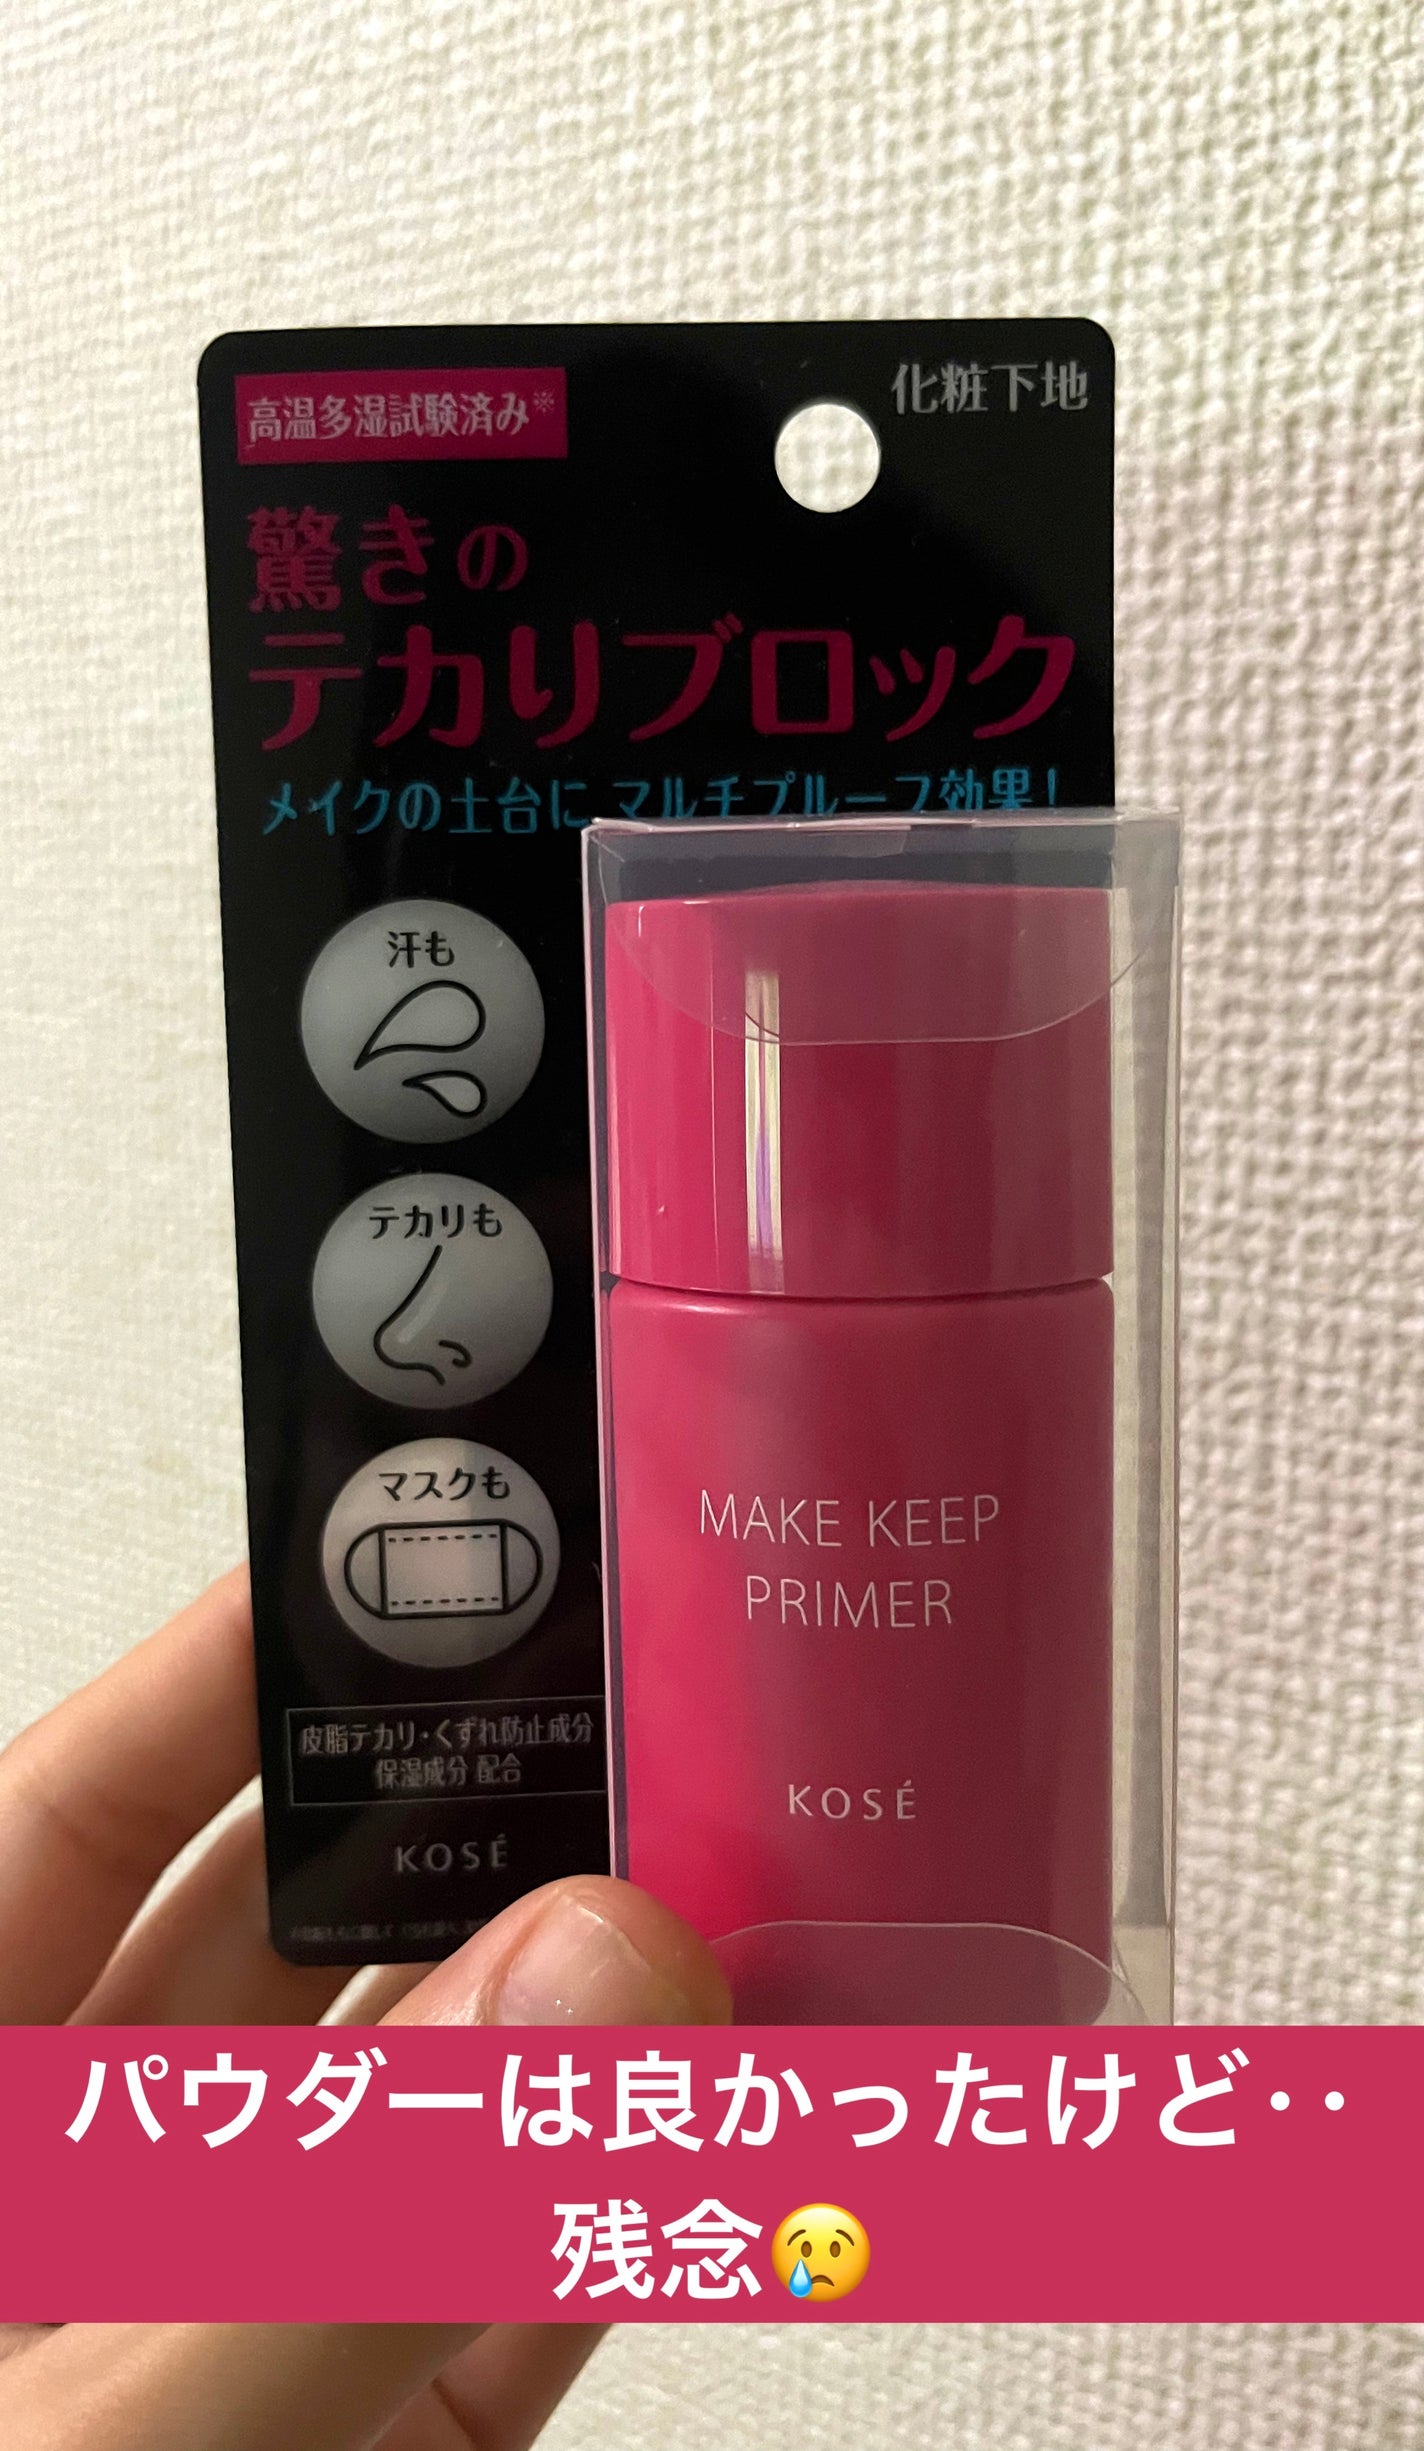 高温多湿試験済み※
化粧下地
驚きの
テカリブロック
メイクの土台に マルチプルーフ効果!
汗も
テカリも
マスクも
皮脂テカリ・くずれ防止成分
保湿成分 配合
KOSÉ
MAKE KEEP
PRIMER
KOSÉ
パウダーは良かったけど‥
残念😢